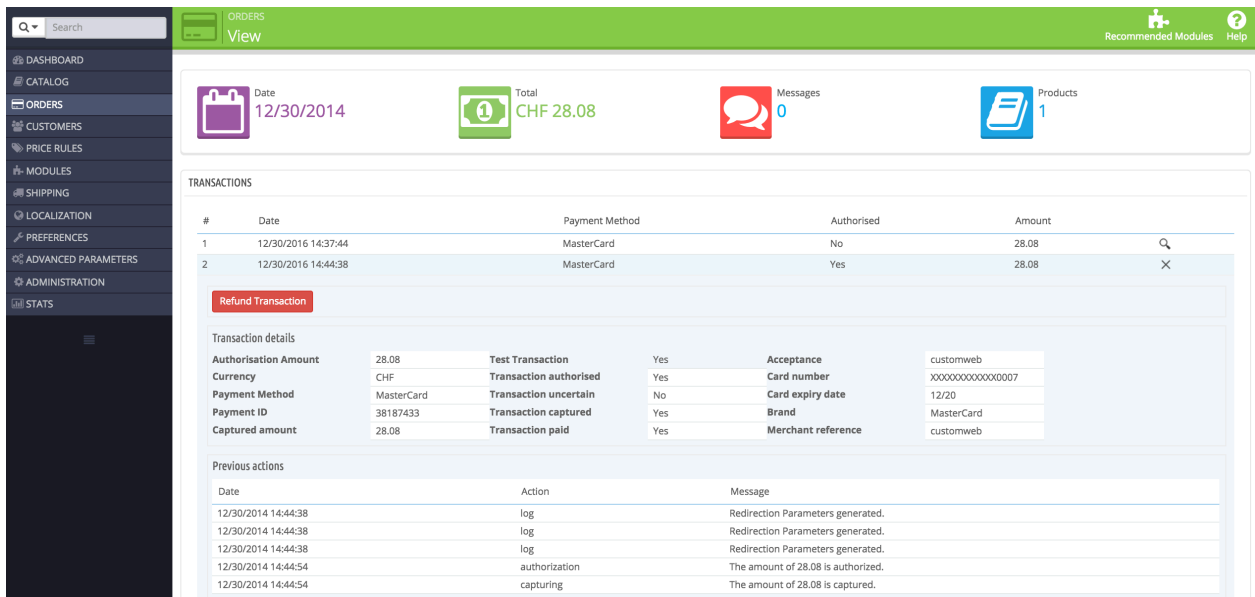 Search
ORDERS
View
Recommended Modules
Help
DASHBOARD
CATALOG
ORDERS
CUSTOMERS
PRICE RULES
MODULES
SHIPPING
LOCALIZATION
PREFERENCES
ADVANCED PARAMETERS
ADMINISTRATION
STATS
Date
12/30/2014
1
Total
CHF 28.08
Messages
0
Products
1
TRANSACTIONS
# Date Payment Method Authorised Amount
1 12/30/2016 14:37:44 MasterCard No 28.08
2 12/30/2016 14:44:38 MasterCard Yes 28.08
Refund Transaction
Transaction details
Authorisation Amount 28.08 Test Transaction Yes Acceptance customweb
Currency CHF Transaction authorised Yes Card number XXXXXXXXXXXX0007
Payment Method MasterCard Transaction uncertain No Card expiry date 12/20
Payment ID 38187433 Transaction captured Yes Brand MasterCard
Captured amount 28.08 Transaction paid Yes Merchant reference customweb
Previous actions
Date Action Message
12/30/2014 14:44:38 log Redirection Parameters generated.
12/30/2014 14:44:38 log Redirection Parameters generated.
12/30/2014 14:44:38 log Redirection Parameters generated.
12/30/2014 14:44:54 authorization The amount of 28.08 is authorized.
12/30/2014 14:44:54 capturing The amount of 28.08 is captured.